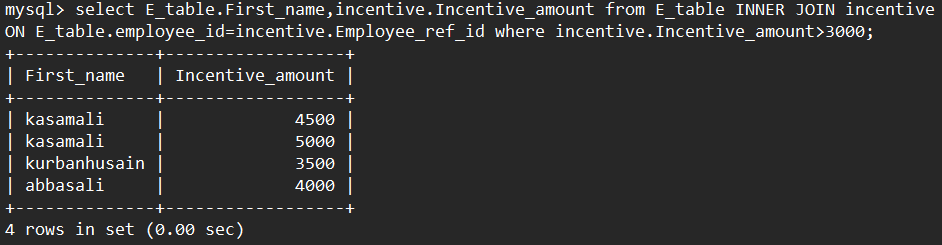 mysql> select E_table.First_name,incentive.Incentive_amount from E_table INNER JOIN incentive
ON E_table.employee_id=incentive.Employee_ref_id where incentive.Incentive_amount>3000;
+--------------+------------------+
| First_name   | Incentive_amount |
+--------------+------------------+
| kasamali     |             4500 |
| kasamali     |             5000 |
| kurbanhusain |             3500 |
| abbasali     |             4000 |
+--------------+------------------+
4 rows in set (0.00 sec)